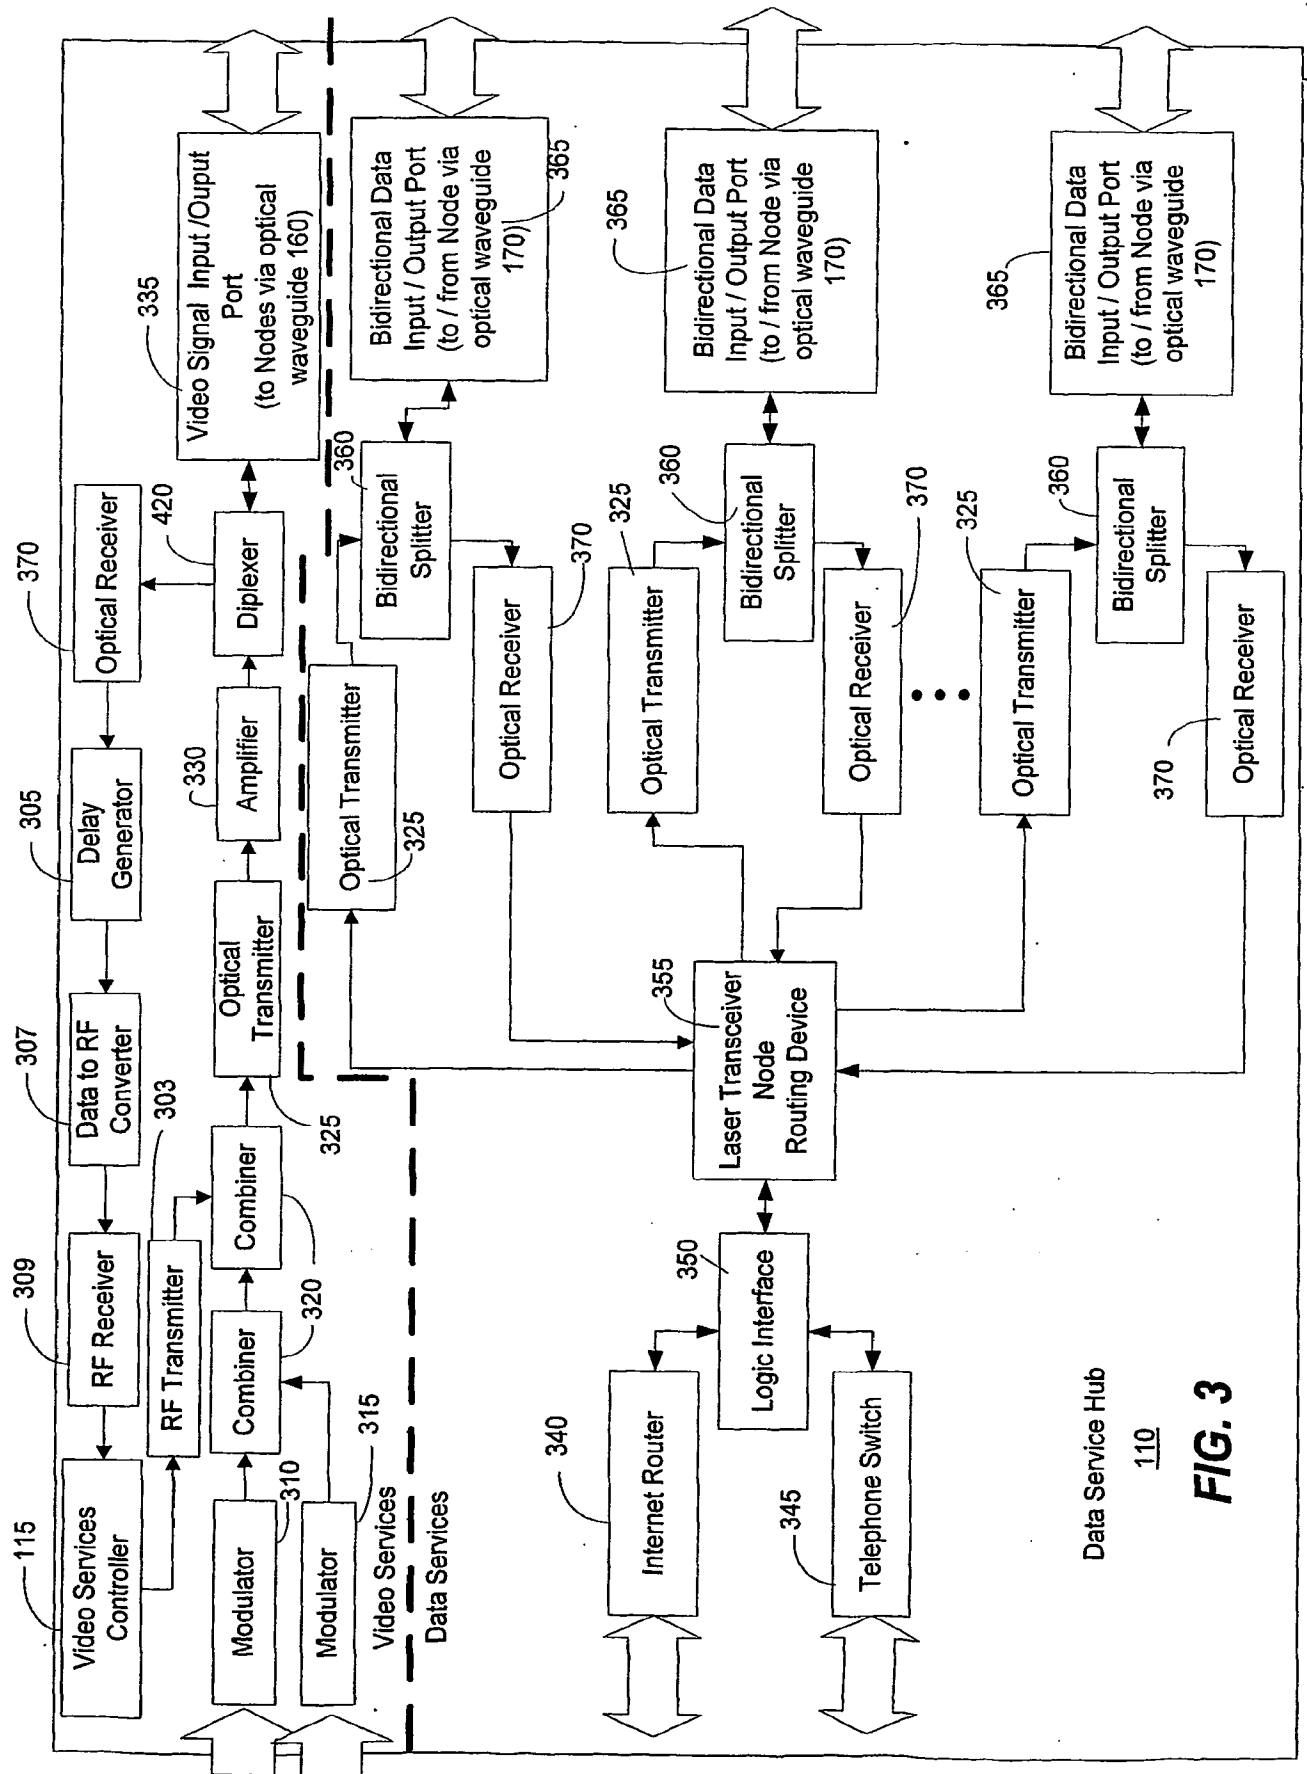 115
Video Services
Controller
309
RF Receiver
307
Data to RF
Converter
305
Delay
Generator
370
Optical Receiver
RF Transmitter
303
Modulator
310
Combiner
320
Combiner
Optical
Transmitter
325
330
Amplifier
420
Diplexer
335
Video Signal Input /Ouput
Port
(to Nodes via optical
waveguide 160)
Modulator
315
Video Services
Data Services
Optical Transmitter
325
360
Bidirectional
Splitter
Bidirectional Data
Input / Output Port
(to / from Node via
optical waveguide
170)
365
Optical Receiver
370
340
Internet Router
345
Telephone Switch
350
Logic Interface
355
Laser Transceiver
Node
Routing Device
325
Optical Transmitter
360
Bidirectional
Splitter
365
Bidirectional Data
Input / Output Port
(to / from Node via
optical waveguide
170)
Optical Receiver
370
325
Optical Transmitter
360
Bidirectional
Splitter
365
Bidirectional Data
Input / Output Port
(to / from Node via
optical waveguide
170)
370
Optical Receiver
Data Service Hub
110
FIG. 3